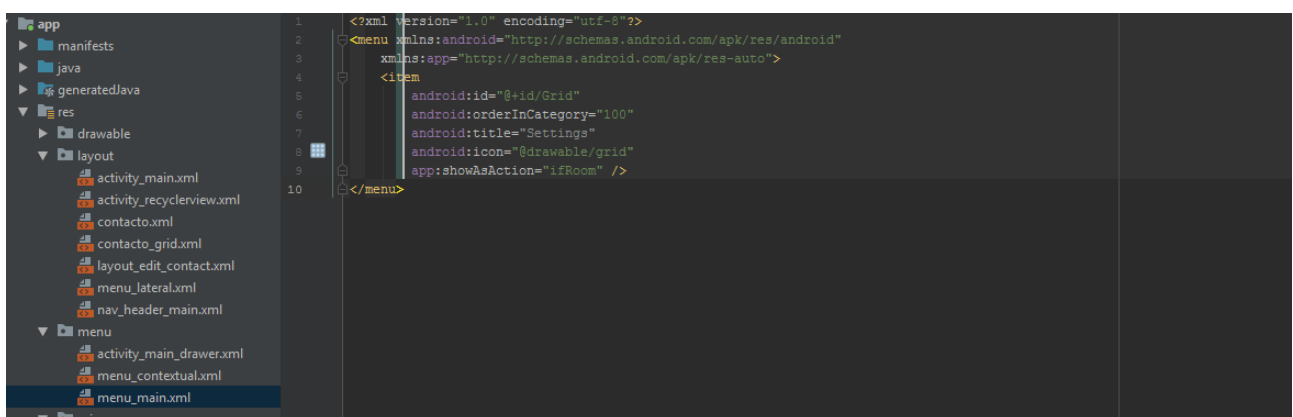 app
manifests
java
generatedJava
res
drawable
layout
activity_main.xml
activity_recyclerview.xml
contacto.xml
contacto_grid.xml
layout_edit_contact.xml
menu_lateral.xml
nav_header_main.xml
menu
activity_main_drawer.xml
menu_contextual.xml
menu_main.xml
1 <?xml version="1.0" encoding="utf-8"?>
2 <menu xmlns:android="http://schemas.android.com/apk/res/android"
3 xmlns:app="http://schemas.android.com/apk/res-auto">
4 <item
5 android:id="@+id/Grid"
6 android:orderInCategory="100"
7 android:title="Settings"
8 android:icon="@drawable/grid"
9 app:showAsAction="ifRoom" />
10 </menu>